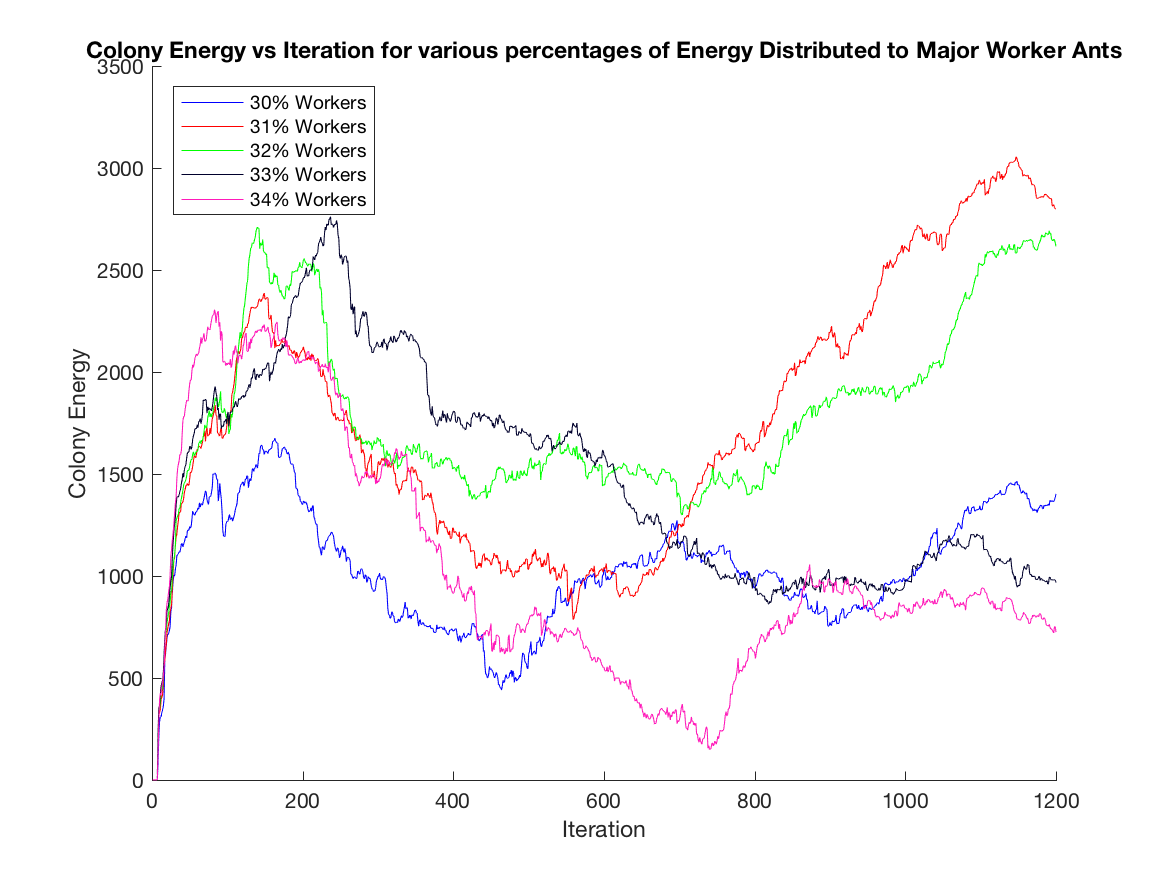 Colony Energy vs Iteration for various percentages of Energy Distributed to Major Worker Ants
3500
3000
2500
2000
1500
1000
500
0
Colony Energy
30% Workers
31% Workers
32% Workers
33% Workers
34% Workers
0 200 400 600 800 1000 1200
Iteration